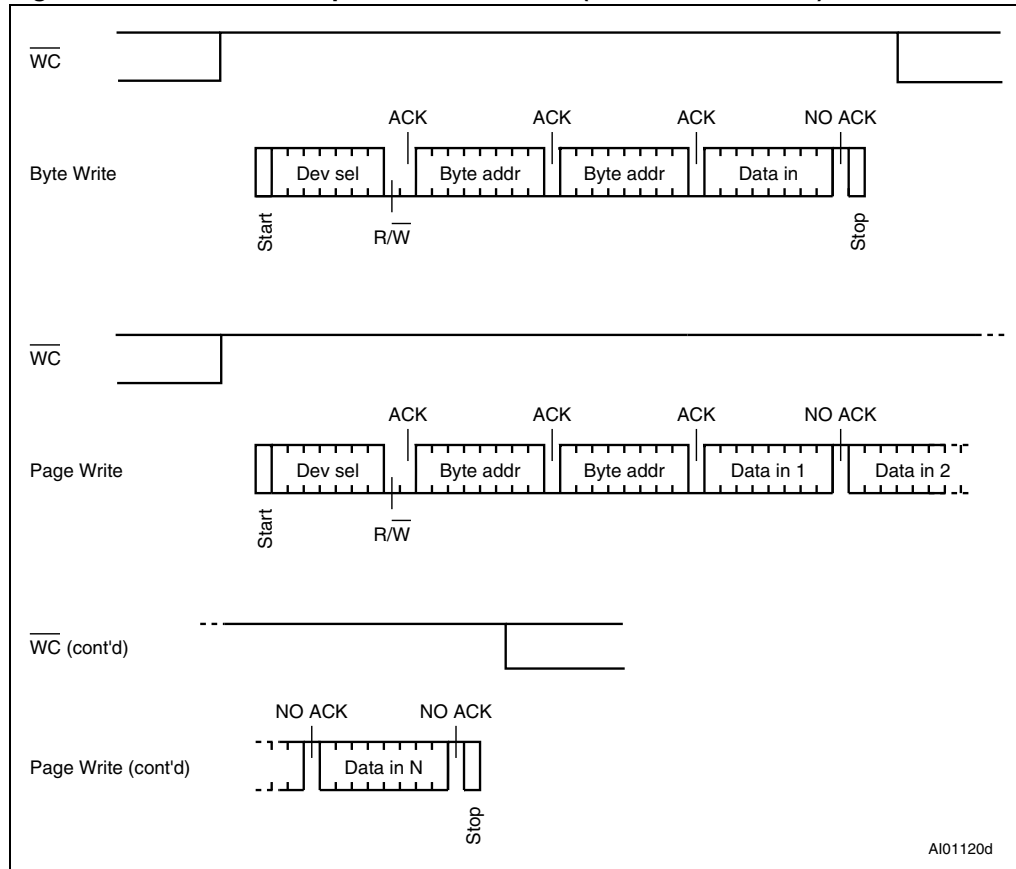 WC
ACK ACK ACK NO ACK
Byte Write Dev sel Byte addr Byte addr Data in
R/W
Start Stop
WC
ACK ACK ACK NO ACK
Page Write Dev sel Byte addr Byte addr Data in 1 Data in 2
R/W
Start
WC (cont'd)
NO ACK NO ACK
Page Write (cont'd) Data in N
Stop
AI01120d